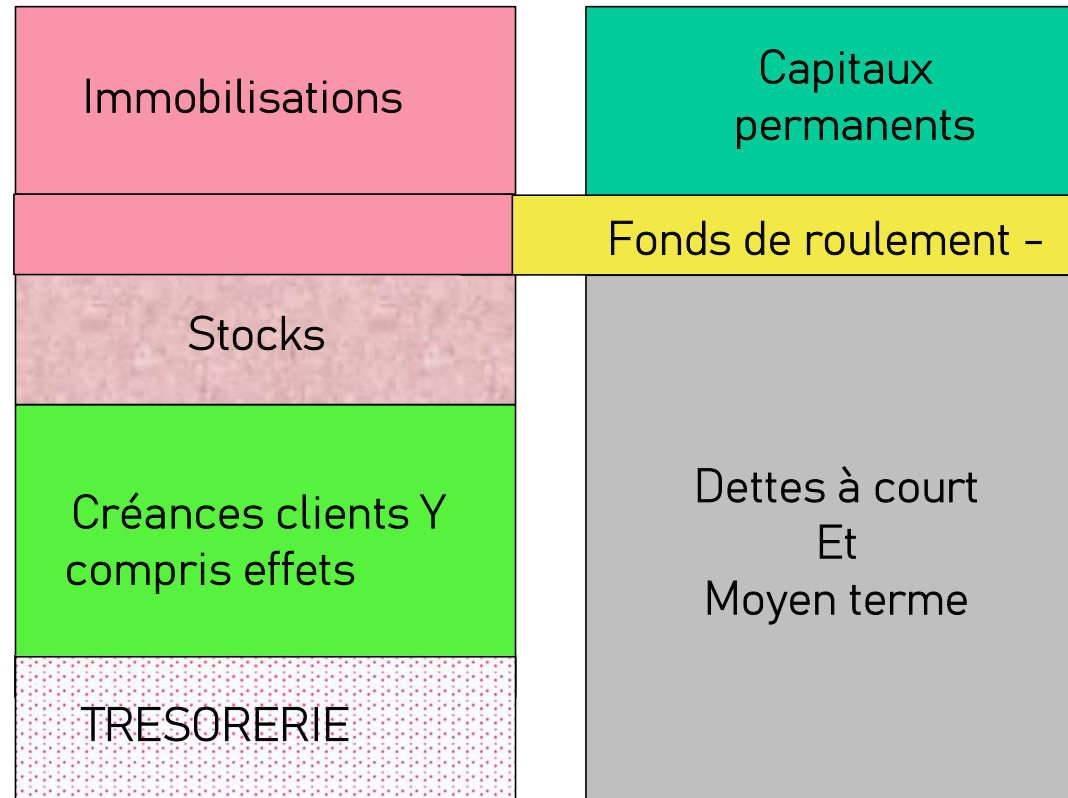 Immobilisations
Capitaux
permanents
Fonds de roulement -
Stocks
Créances clients Y
compris effets
Dettes à court
Et
Moyen terme
TRESORERIE